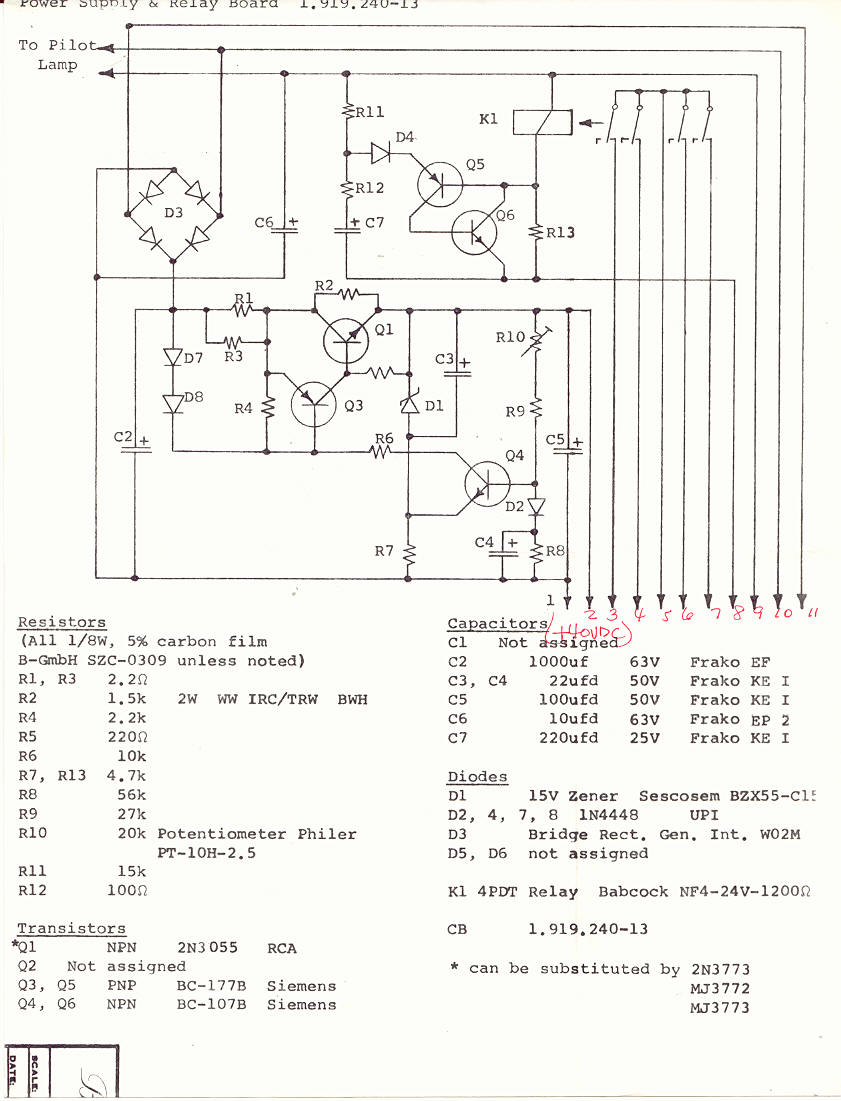 Power Supply & Relay Board 1.919.240-13
To Pilot
Lamp
R11
K1
D4
Q5
R12
D3
C6 +
+ C7
Q6
R13
R2
R1
Q1
R10
R3
D7
C3 +
D8
R4
Q3
D1
R9
C2 +
R6
C5 +
Q4
D2
R7
C4 +
R8
1 2 3 4 5 6 7 8 9 10 11
(+40VDC)
Resistors
(All 1/8W, 5% carbon film
B-GmbH SZC-0309 unless noted)
R1, R3 2.2Ω
R2 1.5k 2W WW IRC/TRW BWH
R4 2.2k
R5 220Ω
R6 10k
R7, R13 4.7k
R8 56k
R9 27k
R10 20k Potentiometer Philer
PT-10H-2.5
R11 15k
R12 100Ω
Transistors
*Q1 NPN 2N3055 RCA
Q2 Not assigned
Q3, Q5 PNP BC-177B Siemens
Q4, Q6 NPN BC-107B Siemens
Capacitors
C1 Not assigned
C2 1000uf 63V Frako EF
C3, C4 22ufd 50V Frako KE I
C5 100ufd 50V Frako KE I
C6 10ufd 63V Frako EP 2
C7 220ufd 25V Frako KE I
Diodes
D1 15V Zener Sescosem BZX55-C15
D2, 4, 7, 8 1N4448 UPI
D3 Bridge Rect. Gen. Int. W02M
D5, D6 not assigned
K1 4PDT Relay Babcock NF4-24V-1200Ω
CB 1.919.240-13
* can be substituted by 2N3773
MJ3772
MJ3773
SCALE:
DATE: